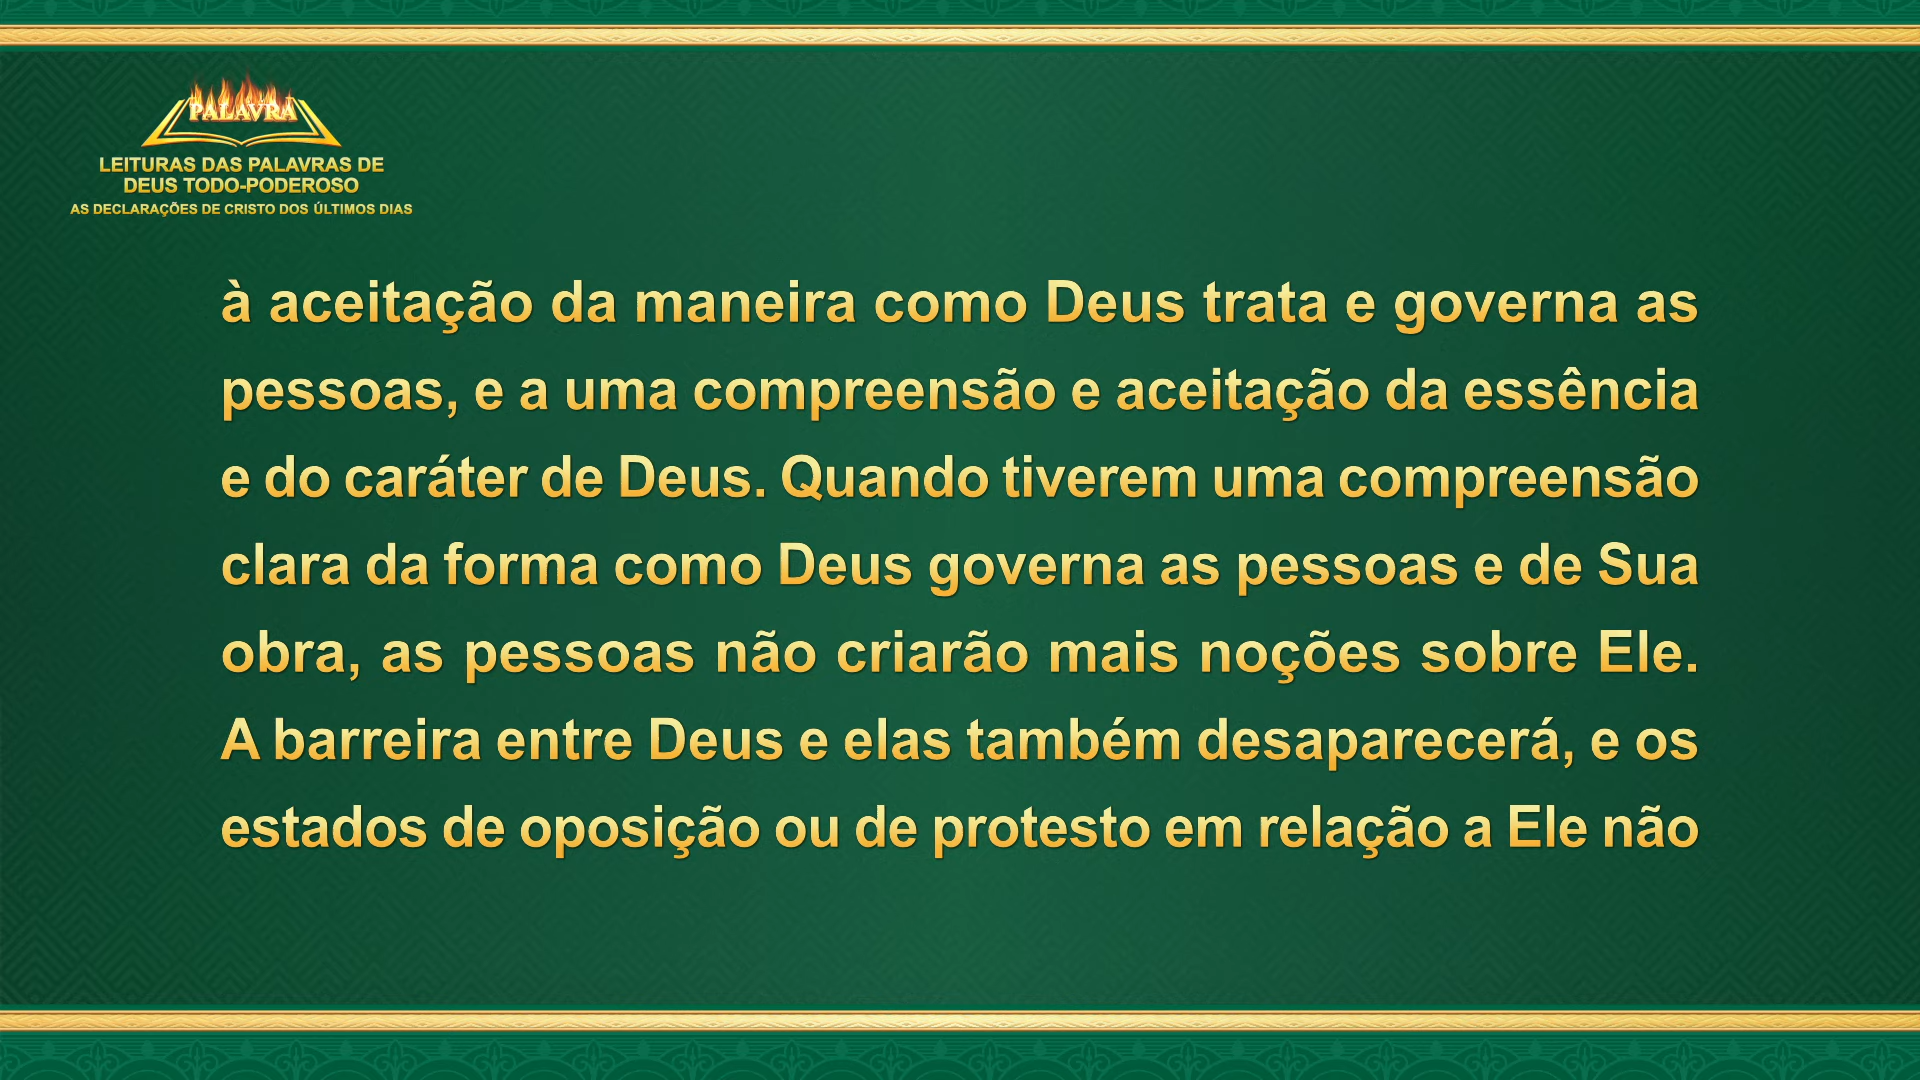 PALAVRA
LEITURAS DAS PALAVRAS DE
DEUS TODO-PODEROSO
AS DECLARAÇÕES DE CRISTO DOS ÚLTIMOS DIAS
à aceitação da maneira como Deus trata e governa as
pessoas, e a uma compreensão e aceitação da essência
e do caráter de Deus. Quando tiverem uma compreensão
clara da forma como Deus governa as pessoas e de Sua
obra, as pessoas não criarão mais noções sobre Ele.
A barreira entre Deus e elas também desaparecerá, e os
estados de oposição ou de protesto em relação a Ele não